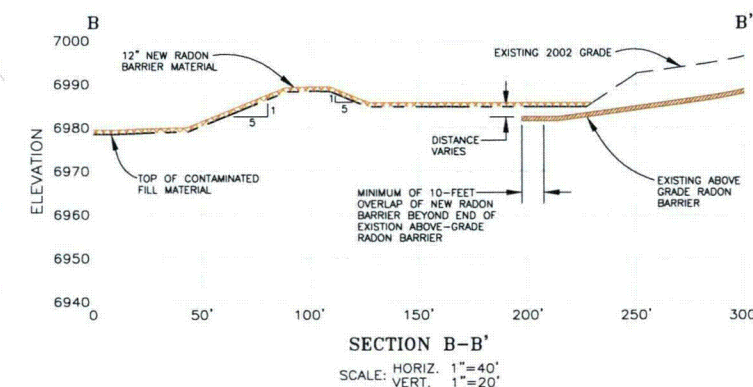 B
B'
7000
6990
6980
6970
6960
6950
6940
ELEVATION
12" NEW RADON
BARRIER MATERIAL
EXISTING 2002 GRADE
1
5
1
5
TOP OF CONTAMINATED
FILL MATERIAL
DISTANCE
VARIES
MINIMUM OF 10-FEET
OVERLAP OF NEW RADON
BARRIER BEYOND END OF
EXISTION ABOVE-GRADE
RADON BARRIER
EXISTING ABOVE
GRADE RADON
BARRIER
0
50'
100'
150'
200'
250'
300
SECTION B-B'
SCALE: HORIZ. 1"=40'
VERT. 1"=20'